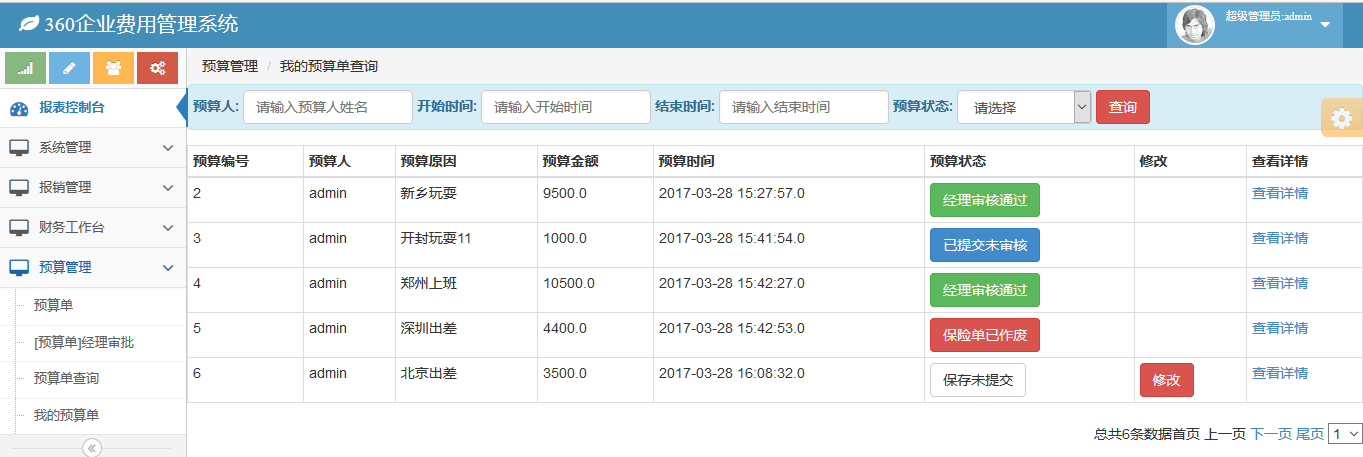 360企业费用管理系统
超级管理员:admin
预算管理 / 我的预算单查询
报表控制台
系统管理
报销管理
财务工作台
预算管理
预算单
[预算单]经理审批
预算单查询
我的预算单
预算人: 请输入预算人姓名 开始时间: 请输入开始时间 结束时间: 请输入结束时间 预算状态: 请选择 查询
预算编号 预算人 预算原因 预算金额 预算时间 预算状态 修改 查看详情
2 admin 新乡玩耍 9500.0 2017-03-28 15:27:57.0 经理审核通过 查看详情
3 admin 开封玩耍11 1000.0 2017-03-28 15:41:54.0 已提交未审核 查看详情
4 admin 郑州上班 10500.0 2017-03-28 15:42:27.0 经理审核通过 查看详情
5 admin 深圳出差 4400.0 2017-03-28 15:42:53.0 保险单已作废 查看详情
6 admin 北京出差 3500.0 2017-03-28 16:08:32.0 保存未提交 修改 查看详情
总共6条数据首页 上一页 下一页 尾页 1